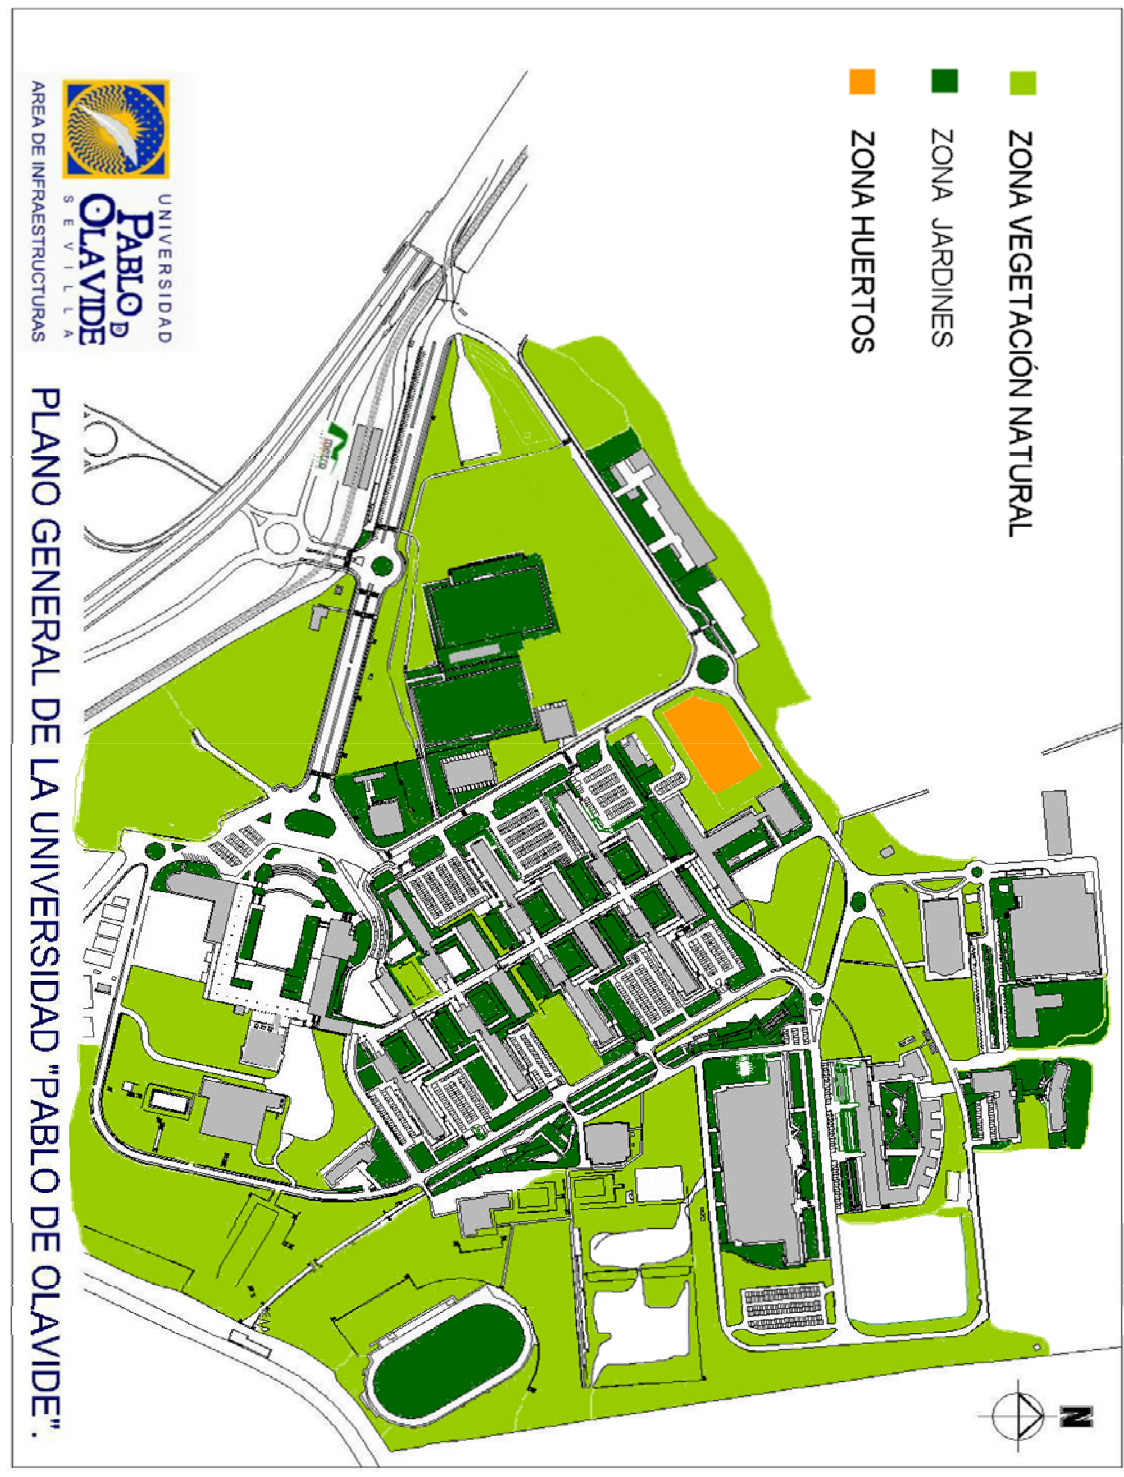 ZONA VEGETACIÓN NATURAL
ZONA JARDINES
ZONA HUERTOS
UNIVERSIDAD
PABLO DE
OLAVIDE
SEVILLA
AREA DE INFRAESTRUCTURAS
PLANO GENERAL DE LA UNIVERSIDAD "PABLO DE OLAVIDE".
metro
N